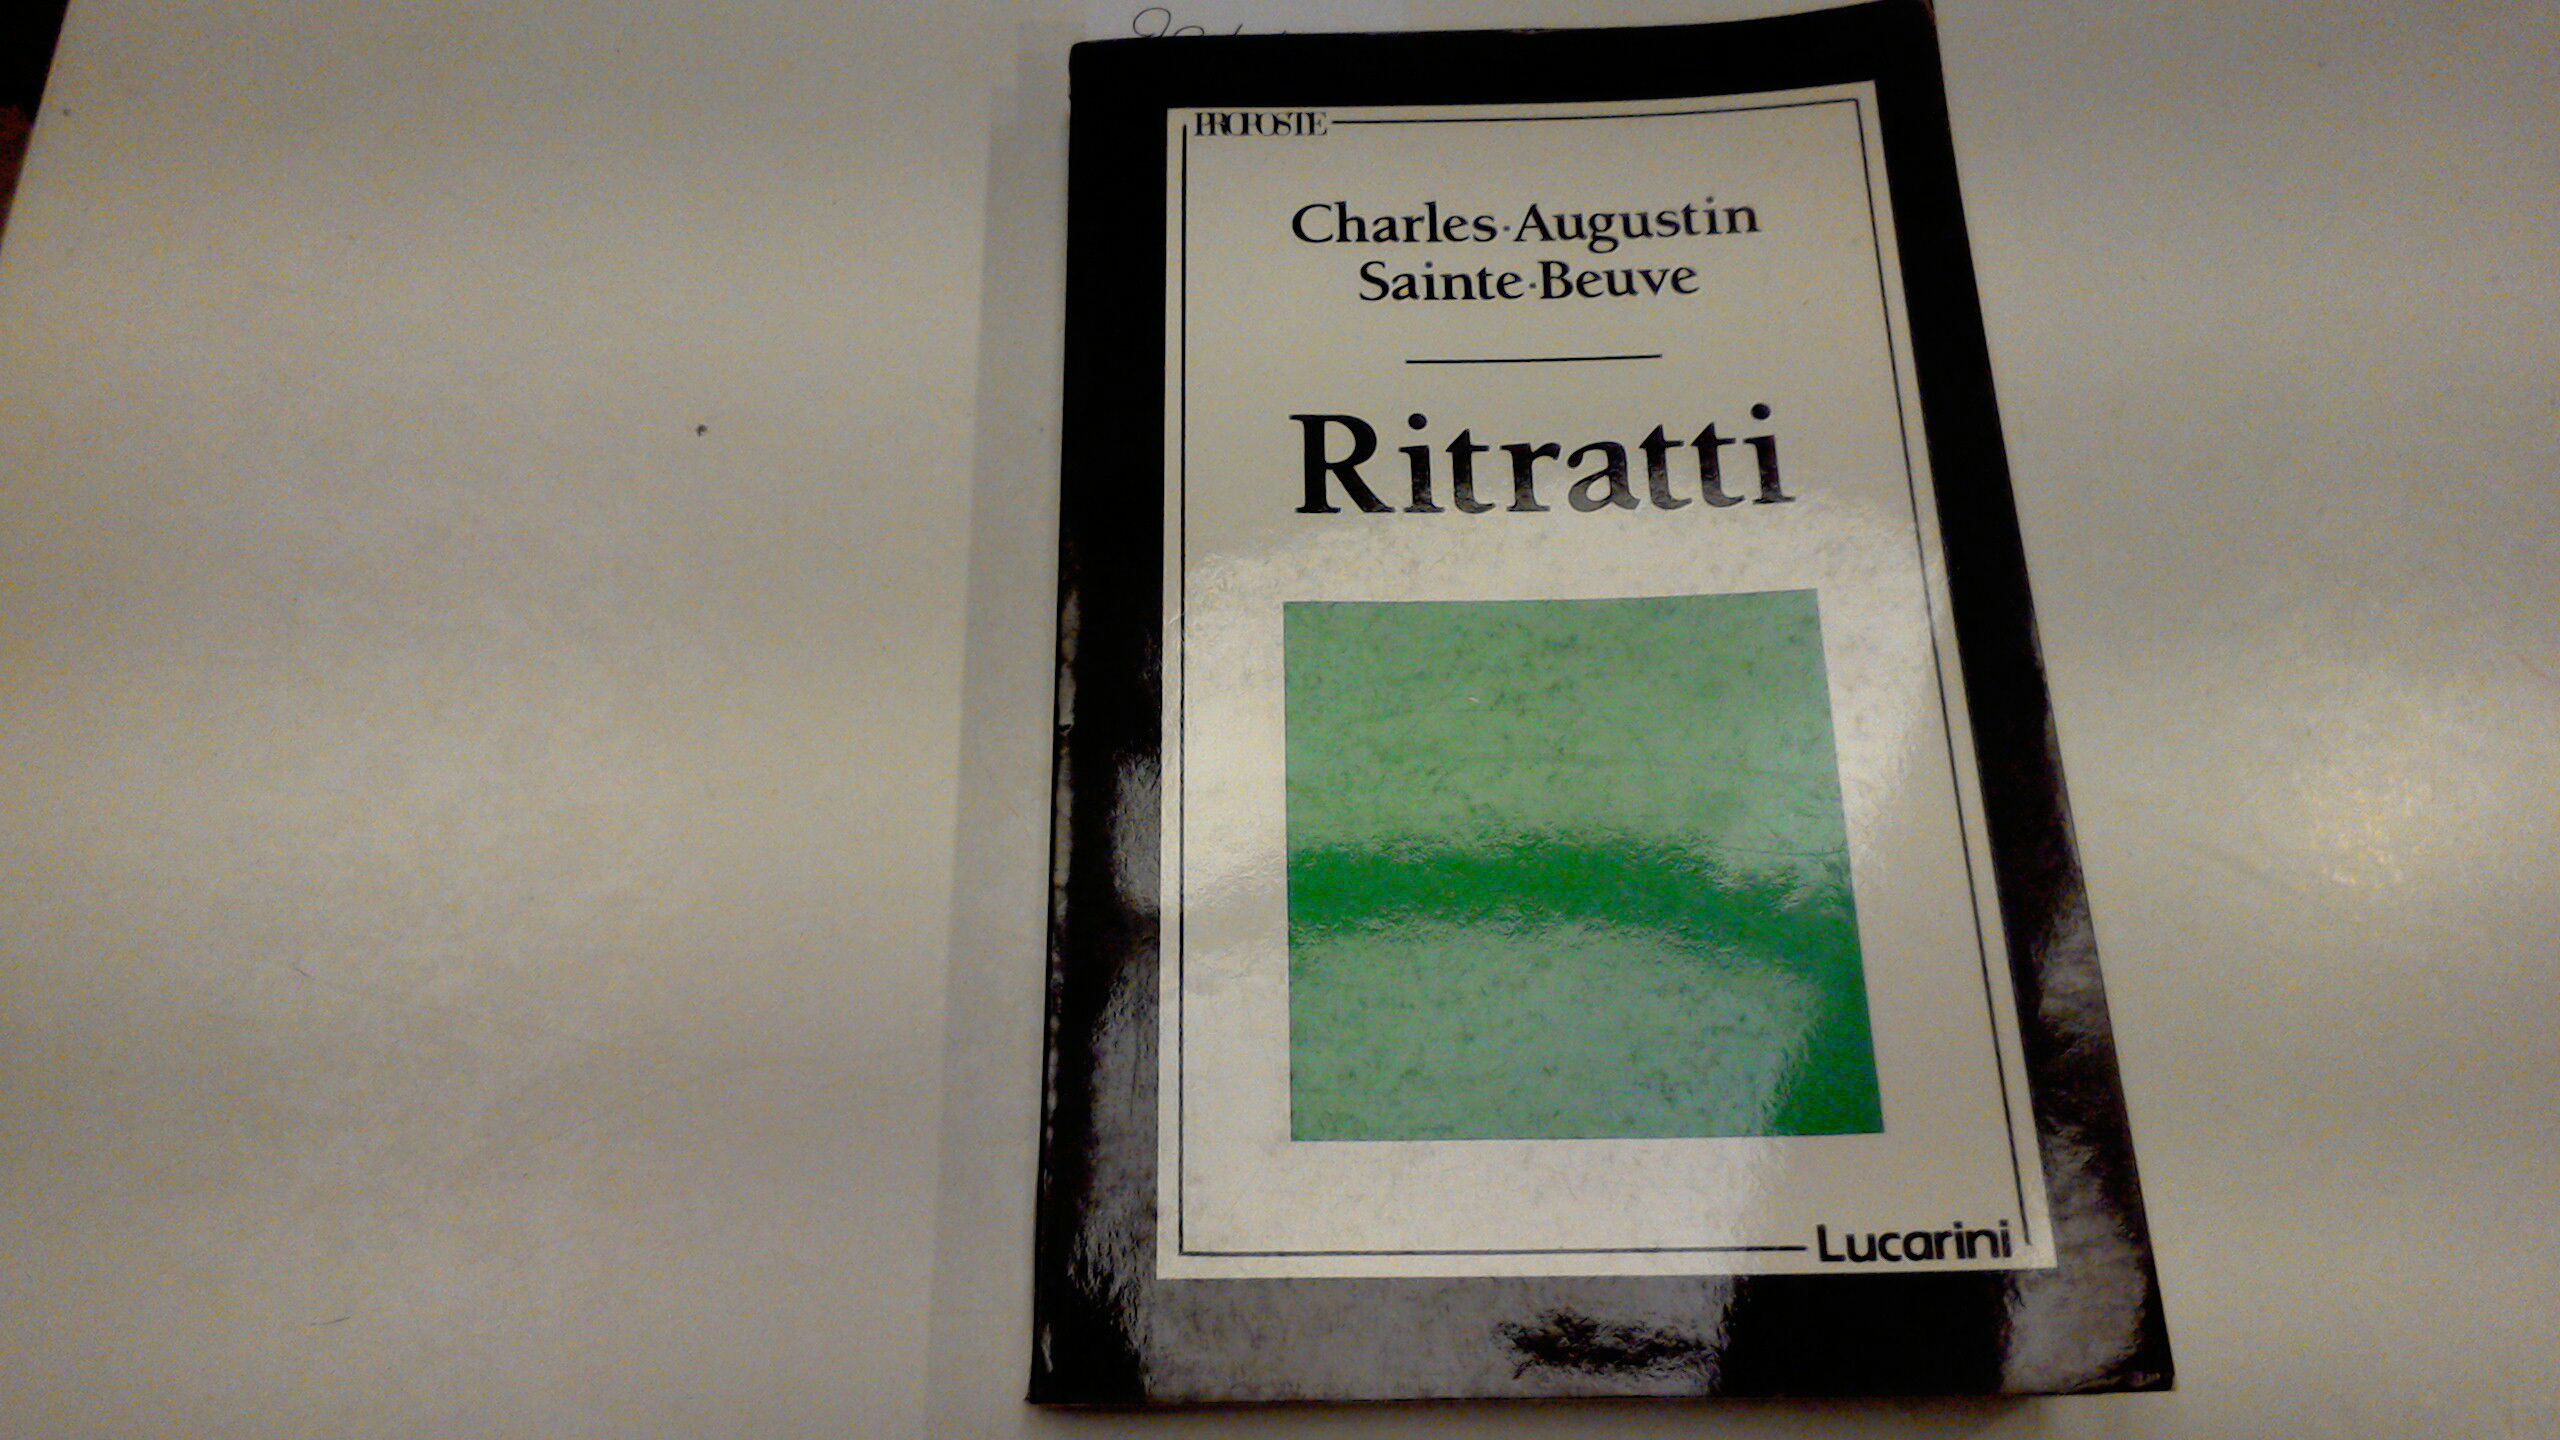 PROPOSTE
Charles-Augustin
Sainte-Beuve
Ritratti
Lucarini